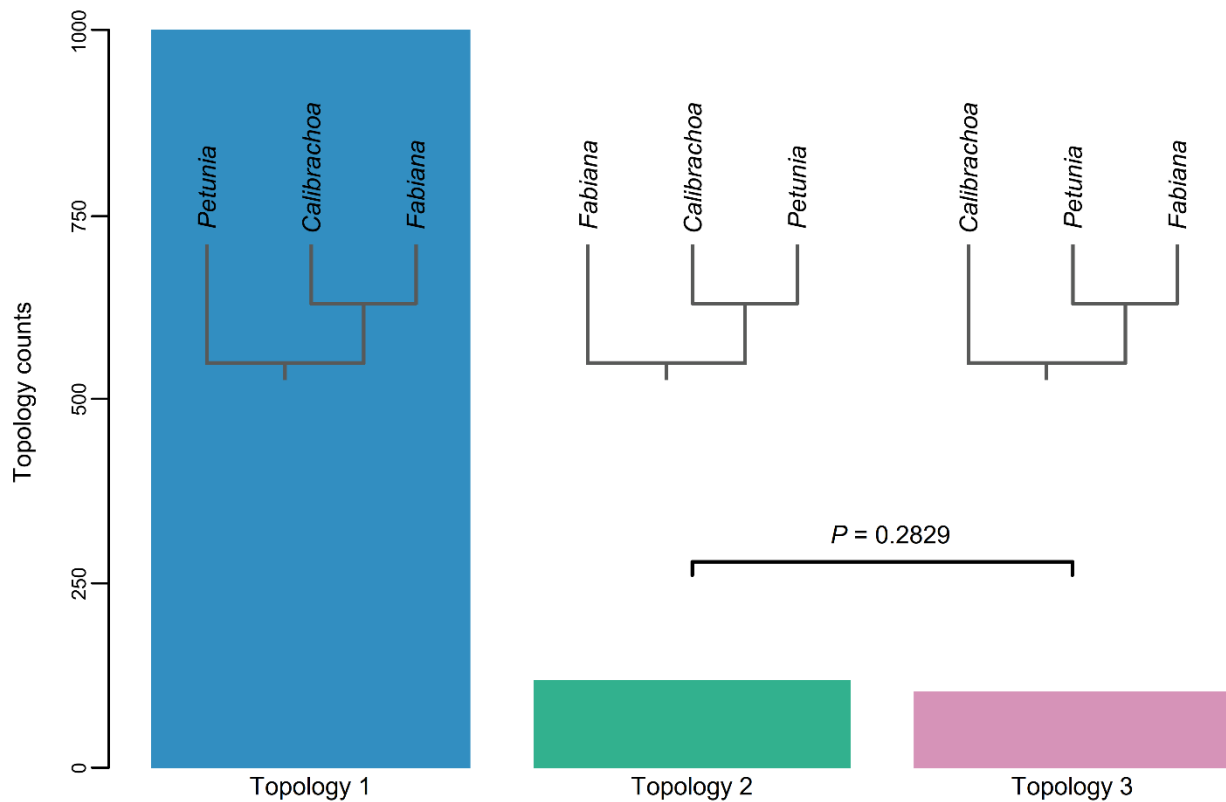 Topology counts
1000
750
500
250
0
Petunia
Calibrachoa
Fabiana
Fabiana
Calibrachoa
Petunia
Calibrachoa
Petunia
Fabiana
P = 0.2829
Topology 1
Topology 2
Topology 3